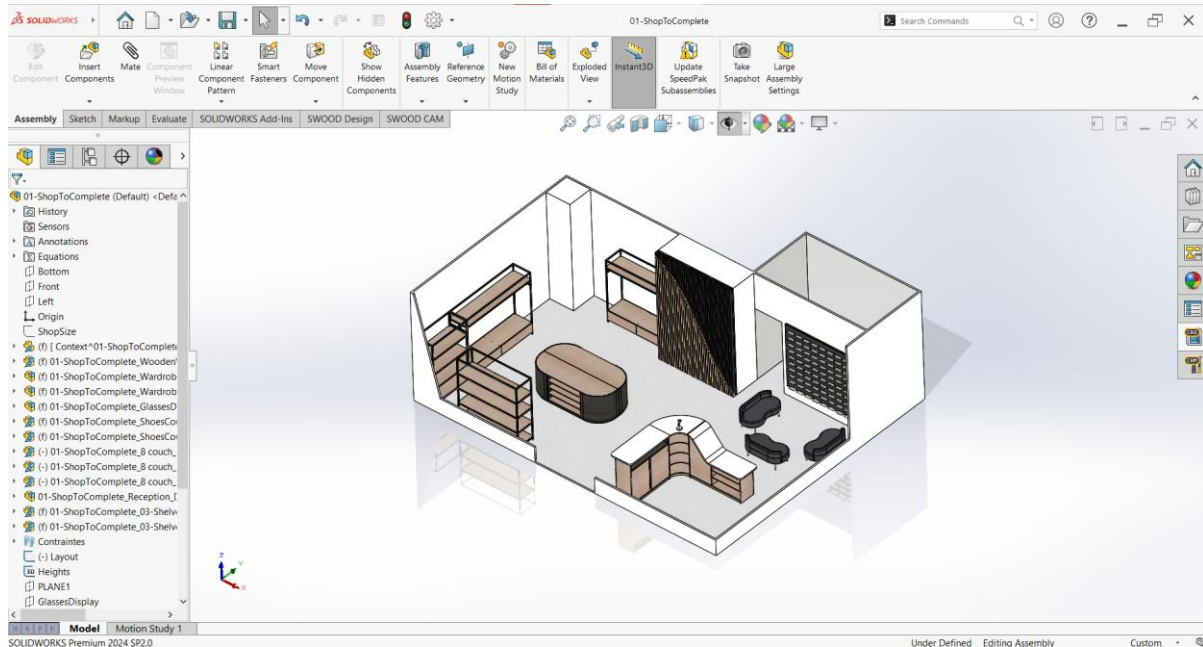 SOLIDWORKS
01-ShopToComplete
Search Commands
Edit Component
Insert Components
Mate
Component Preview Window
Linear Component Pattern
Smart Fasteners
Move Component
Show Hidden Components
Assembly Features
Reference Geometry
New Motion Study
Bill of Materials
Exploded View
Instant3D
Update SpeedPak Subassemblies
Take Snapshot
Large Assembly Settings
Assembly Sketch Markup Evaluate SOLIDWORKS Add-Ins SWOOD Design SWOOD CAM
01-ShopToComplete (Default) <Defa
History
Sensors
Annotations
Equations
Bottom
Front
Left
Origin
ShopSize
(f) [ Context^01-ShopToComplet
(f) 01-ShopToComplete_Wooden
(f) 01-ShopToComplete_Wardrob
(f) 01-ShopToComplete_Wardrob
(f) 01-ShopToComplete_GlassesD
(f) 01-ShopToComplete_ShoesCo
(f) 01-ShopToComplete_ShoesCo
(-) 01-ShopToComplete_8 couch_
(-) 01-ShopToComplete_8 couch_
(-) 01-ShopToComplete_8 couch_
01-ShopToComplete_Reception_D
(f) 01-ShopToComplete_03-Shelv
(f) 01-ShopToComplete_03-Shelv
Contraintes
(-) Layout
3D Heights
PLANE1
GlassesDisplay
Z
Y
X
Model Motion Study 1
SOLIDWORKS Premium 2024 SP2.0
Under Defined Editing Assembly Custom